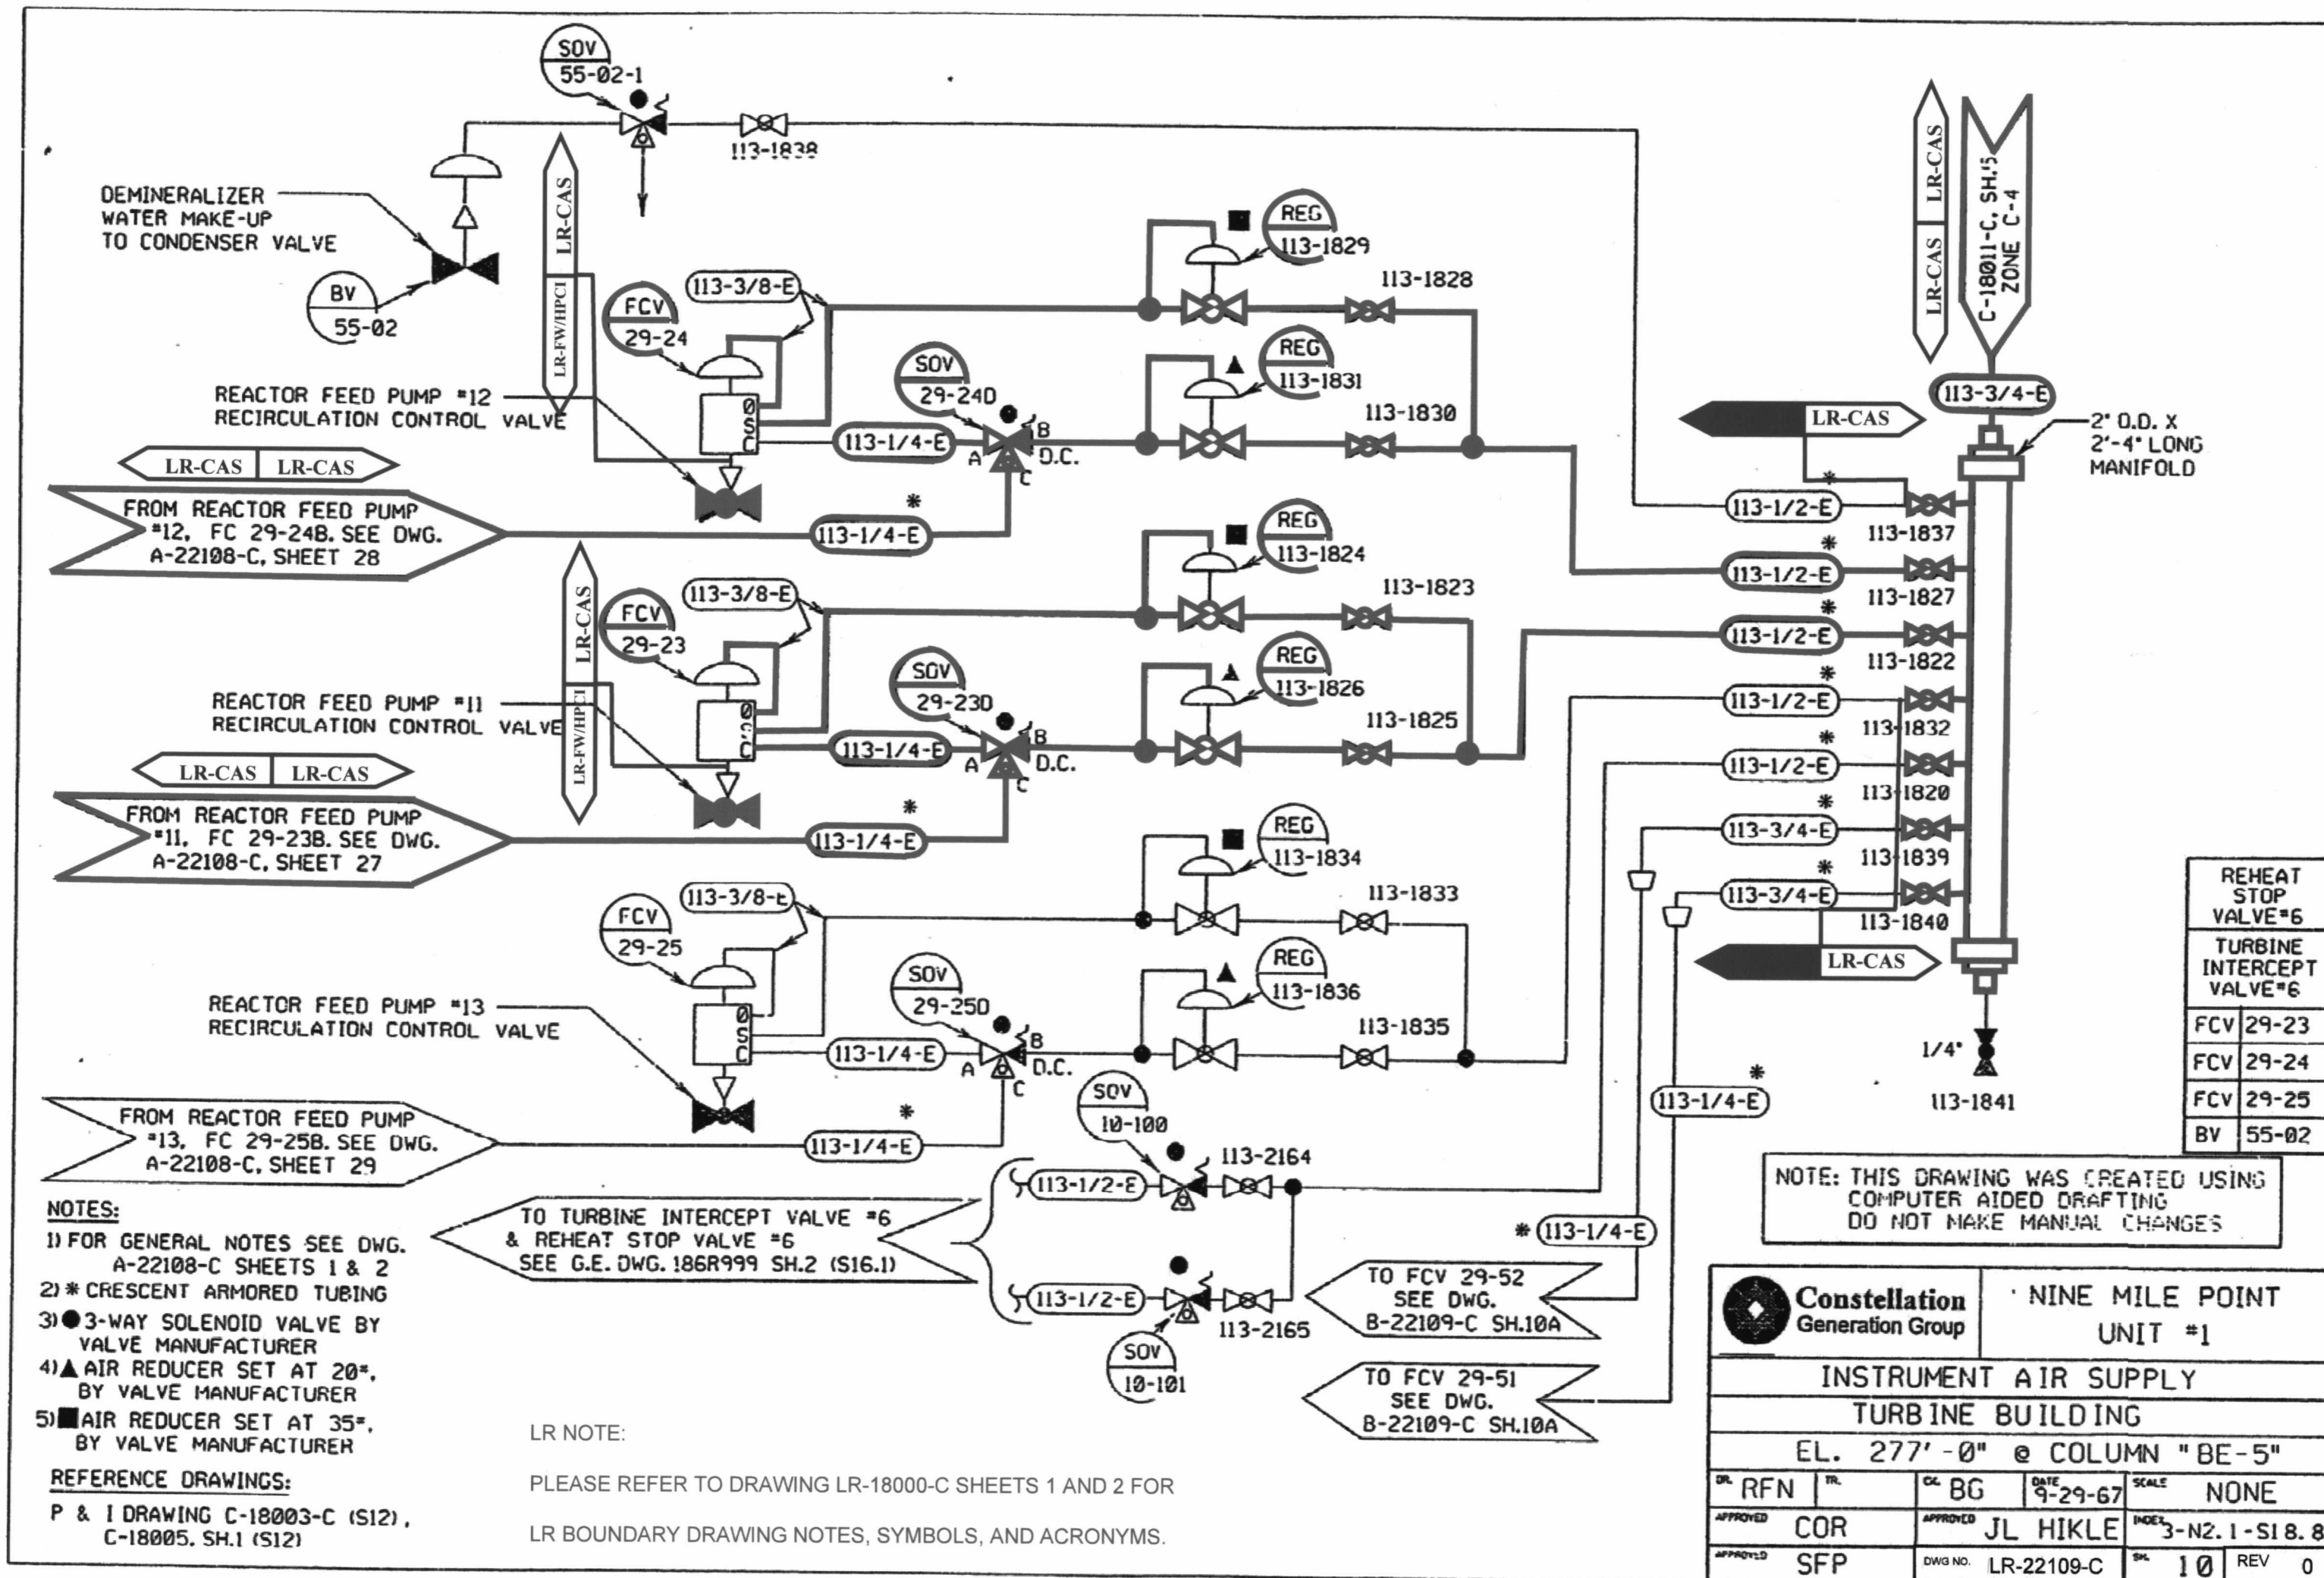 SOV
55-02-1
113-1838
DEMINERALIZER
WATER MAKE-UP
TO CONDENSER VALVE
BV
55-02
LR-CAS
LR-FW/HPCI
113-3/8-E
FCV
29-24
REG
113-1829
113-1828
REG
113-1831
113-1830
SOV
29-24D
REACTOR FEED PUMP #12
RECIRCULATION CONTROL VALVE
O
S
C
113-1/4-E
A
B
D.C.
C
LR-CAS LR-CAS
FROM REACTOR FEED PUMP
#12, FC 29-24B. SEE DWG.
A-22108-C, SHEET 28
*
113-1/4-E
LR-CAS
LR-FW/HPCI
113-3/8-E
FCV
29-23
REG
113-1824
113-1823
REG
113-1826
113-1825
SOV
29-23D
REACTOR FEED PUMP #11
RECIRCULATION CONTROL VALVE
O
S
C
113-1/4-E
A
B
D.C.
C
LR-CAS LR-CAS
FROM REACTOR FEED PUMP
#11, FC 29-23B. SEE DWG.
A-22108-C, SHEET 27
*
113-1/4-E
113-3/8-E
FCV
29-25
REG
113-1834
113-1833
REG
113-1836
113-1835
SOV
29-25D
REACTOR FEED PUMP #13
RECIRCULATION CONTROL VALVE
O
S
C
113-1/4-E
A
B
D.C.
C
FROM REACTOR FEED PUMP
#13, FC 29-25B. SEE DWG.
A-22108-C, SHEET 29
*
113-1/4-E
SOV
10-100
113-2164
113-1/2-E
TO TURBINE INTERCEPT VALVE #6
& REHEAT STOP VALVE #6
SEE G.E. DWG. 186R999 SH.2 (S16.1)
113-1/2-E
113-2165
SOV
10-101
LR-CAS
LR-CAS
C-18011-C, SH.5
ZONE C-4
113-3/4-E
LR-CAS
2" O.D. X
2'-4" LONG
MANIFOLD
*
113-1/2-E
113-1837
*
113-1/2-E
113-1827
*
113-1/2-E
113-1822
*
113-1/2-E
113-1832
*
113-1/2-E
113-1820
*
113-3/4-E
113-1839
*
113-3/4-E
113-1840
LR-CAS
1/4"
113-1841
*
113-1/4-E
* 113-1/4-E
TO FCV 29-52
SEE DWG.
B-22109-C SH.10A
TO FCV 29-51
SEE DWG.
B-22109-C SH.10A
REHEAT
STOP
VALVE#6
TURBINE
INTERCEPT
VALVE#6
FCV 29-23
FCV 29-24
FCV 29-25
BV 55-02
NOTE: THIS DRAWING WAS CREATED USING
COMPUTER AIDED DRAFTING
DO NOT MAKE MANUAL CHANGES
NOTES:
1) FOR GENERAL NOTES SEE DWG.
A-22108-C SHEETS 1 & 2
2) * CRESCENT ARMORED TUBING
3) ● 3-WAY SOLENOID VALVE BY
VALVE MANUFACTURER
4) ▲ AIR REDUCER SET AT 20#,
BY VALVE MANUFACTURER
5) ■ AIR REDUCER SET AT 35#,
BY VALVE MANUFACTURER
REFERENCE DRAWINGS:
P & I DRAWING C-18003-C (S12),
C-18005, SH.1 (S12)
LR NOTE:
PLEASE REFER TO DRAWING LR-18000-C SHEETS 1 AND 2 FOR
LR BOUNDARY DRAWING NOTES, SYMBOLS, AND ACRONYMS.
Constellation
Generation Group
NINE MILE POINT
UNIT #1
INSTRUMENT AIR SUPPLY
TURBINE BUILDING
EL. 277'-0" @ COLUMN "BE-5"
DR. RFN TR. CK. BG DATE 9-29-67 SCALE NONE
APPROVED COR APPROVED JL HIKLE INDEX 3-N2.1-S18.8
APPROVED SFP DWG NO. LR-22109-C SH. 10 REV 0